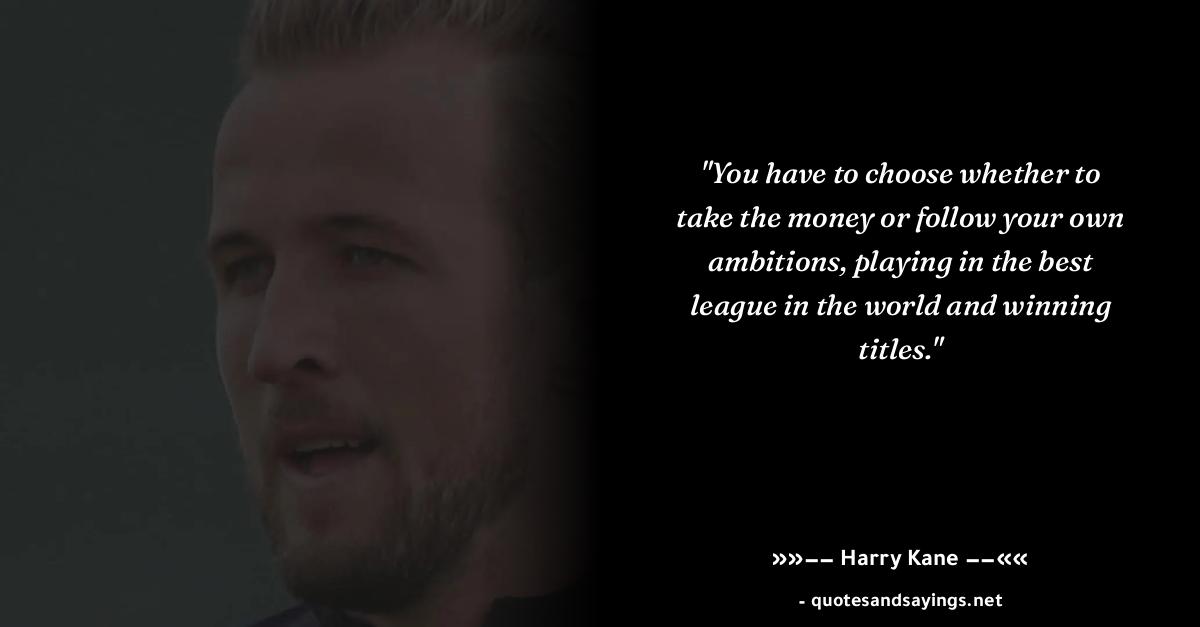 "You have to choose whether to
take the money or follow your own
ambitions, playing in the best
league in the world and winning
titles."
»»−− Harry Kane −−««
- quotesandsayings.net